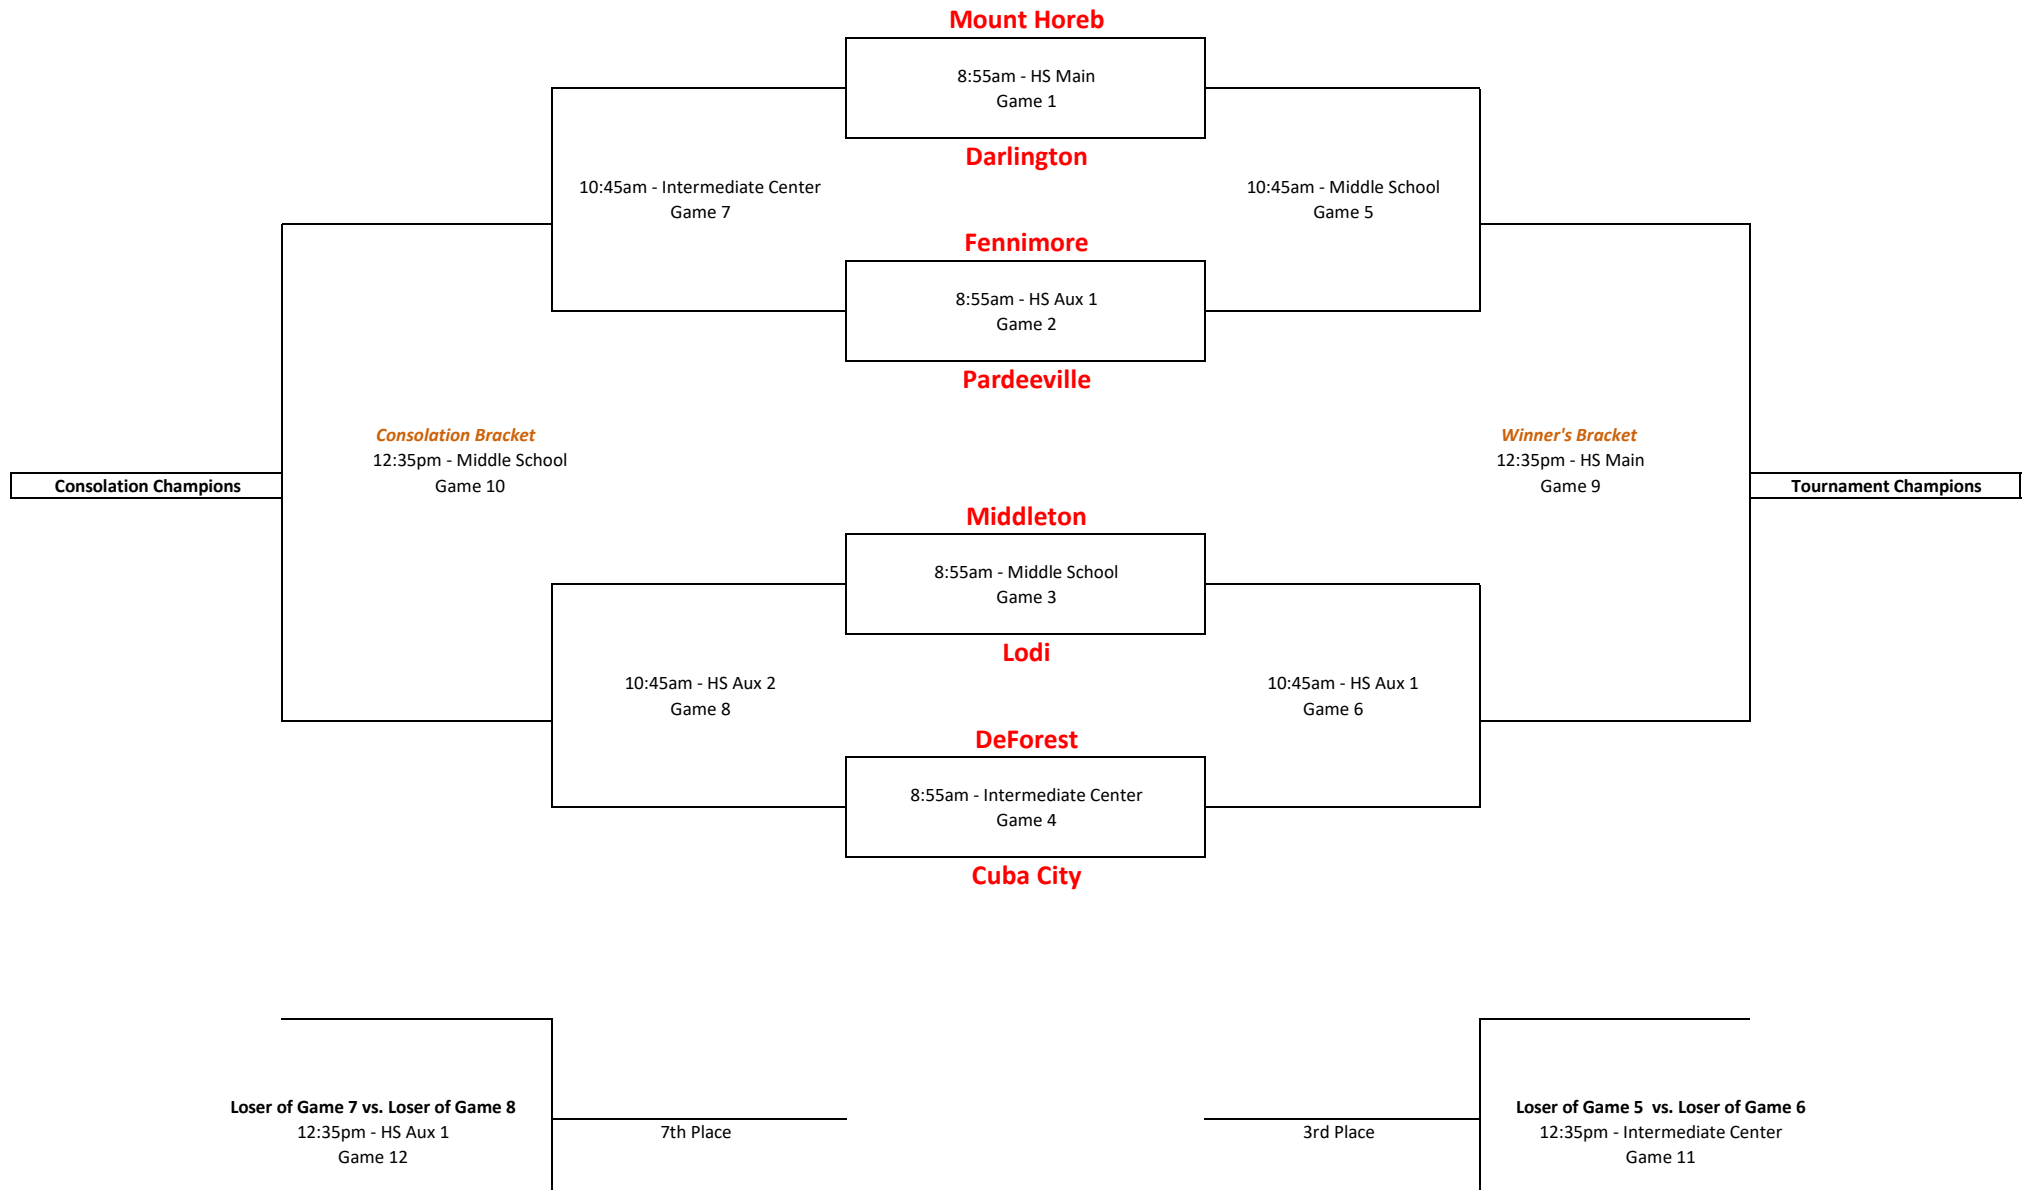 Mount Horeb
8:55am - HS Main
Game 1
Darlington
10:45am - Intermediate Center
Game 7
10:45am - Middle School
Game 5
Fennimore
8:55am - HS Aux 1
Game 2
Pardeeville
Consolation Bracket
12:35pm - Middle School
Game 10
Consolation Champions
Winner's Bracket
12:35pm - HS Main
Game 9
Tournament Champions
Middleton
8:55am - Middle School
Game 3
Lodi
10:45am - HS Aux 2
Game 8
10:45am - HS Aux 1
Game 6
DeForest
8:55am - Intermediate Center
Game 4
Cuba City
Loser of Game 7 vs. Loser of Game 8
12:35pm - HS Aux 1
Game 12
7th Place
3rd Place
Loser of Game 5  vs. Loser of Game 6
12:35pm - Intermediate Center
Game 11